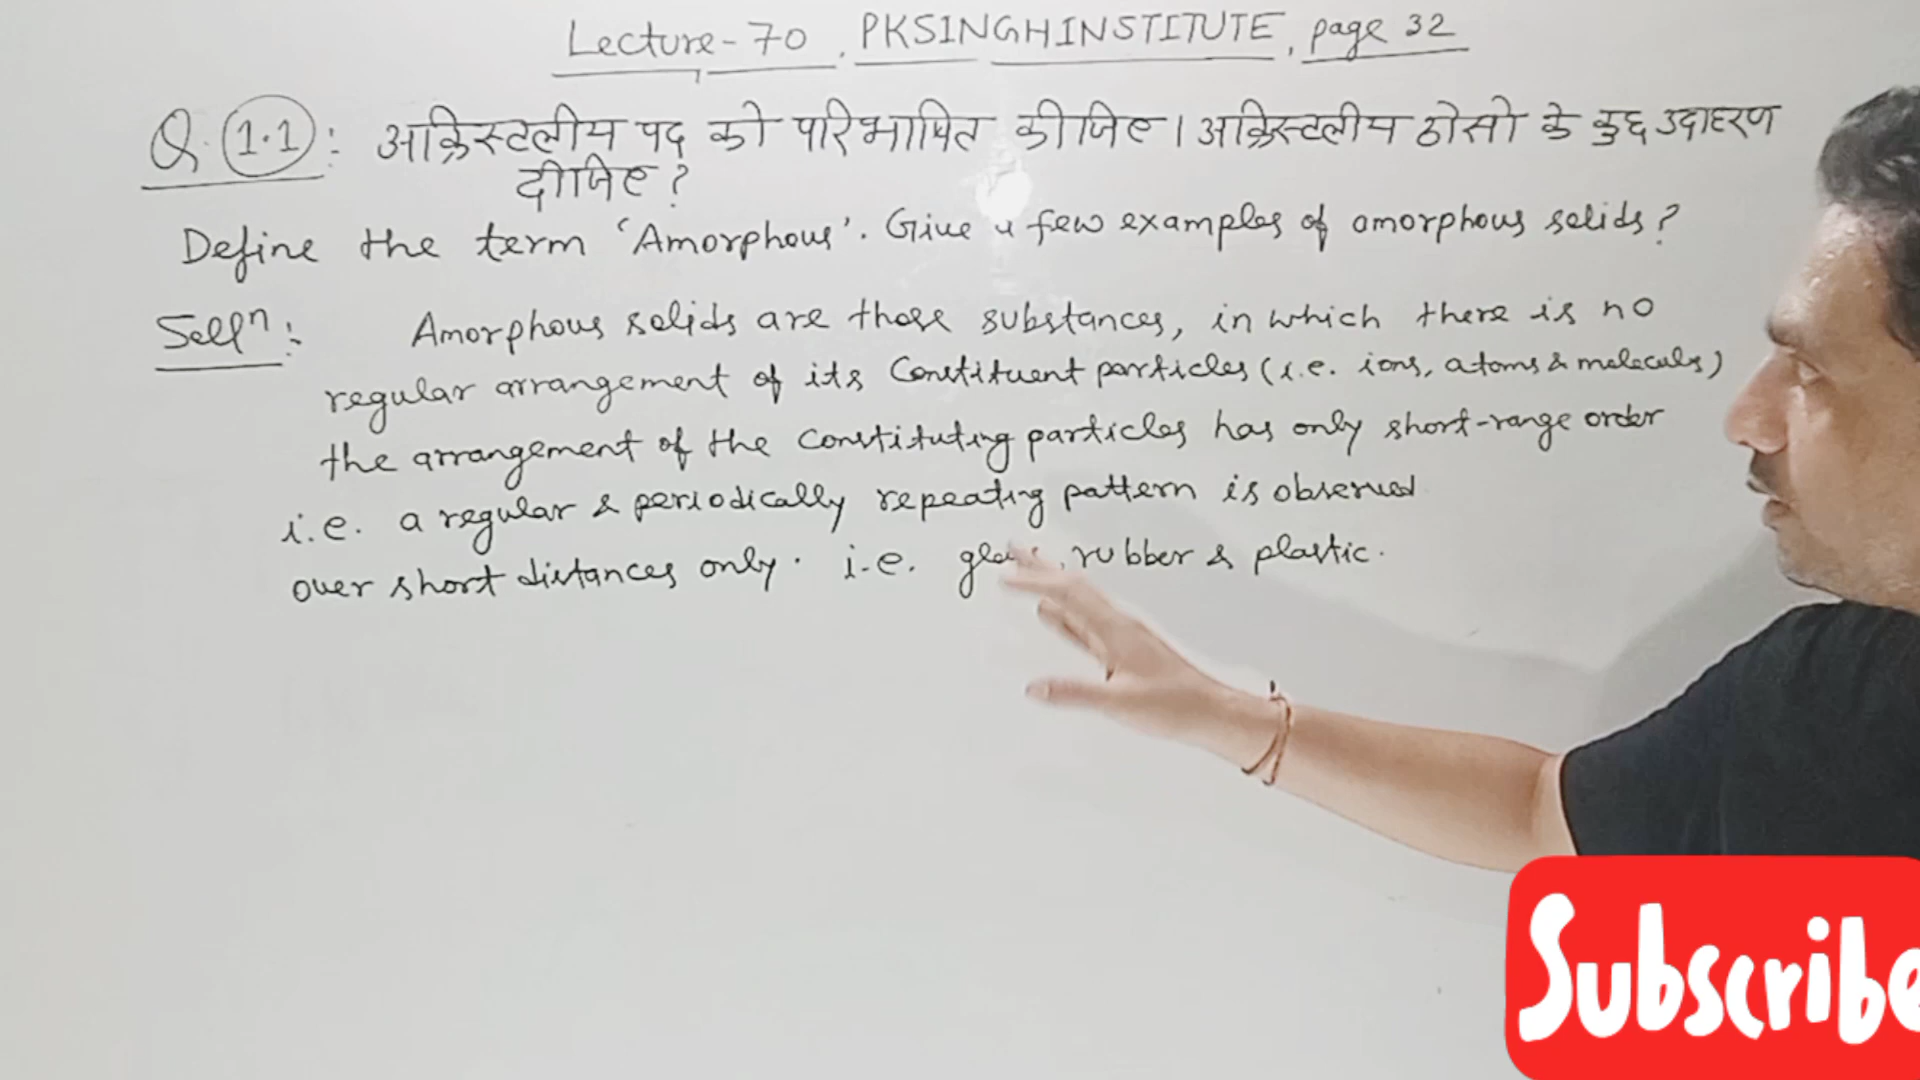 Lecture-70, PKSINGHINSTITUTE, page 32
Q. 1.1 : अक्रिस्टलीय पद को परिभाषित कीजिए। अक्रिस्टलीय ठोसो के कुछ उदाहरण
दीजिए?
Define the term 'Amorphous'. Give a few examples of amorphous solids?
Sollⁿ: Amorphous solids are those substances, in which there is no
regular arrangement of its Constituent particles (i.e. ions, atoms & molecules)
the arrangement of the constituting particles has only short-range order
i.e. a regular & periodically repeating pattern is observed
over short distances only. i.e. rubber & plastic.
Subscribe